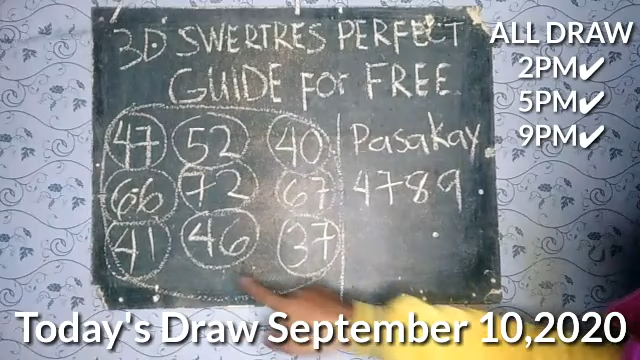 3D SWERTRES PERFECT
GUIDE for FREE.
47 52 40
66 72 67
41 46 37
Pasakay
4789
ALL DRAW
2PM✔
5PM✔
9PM✔
Today's Draw September 10,2020